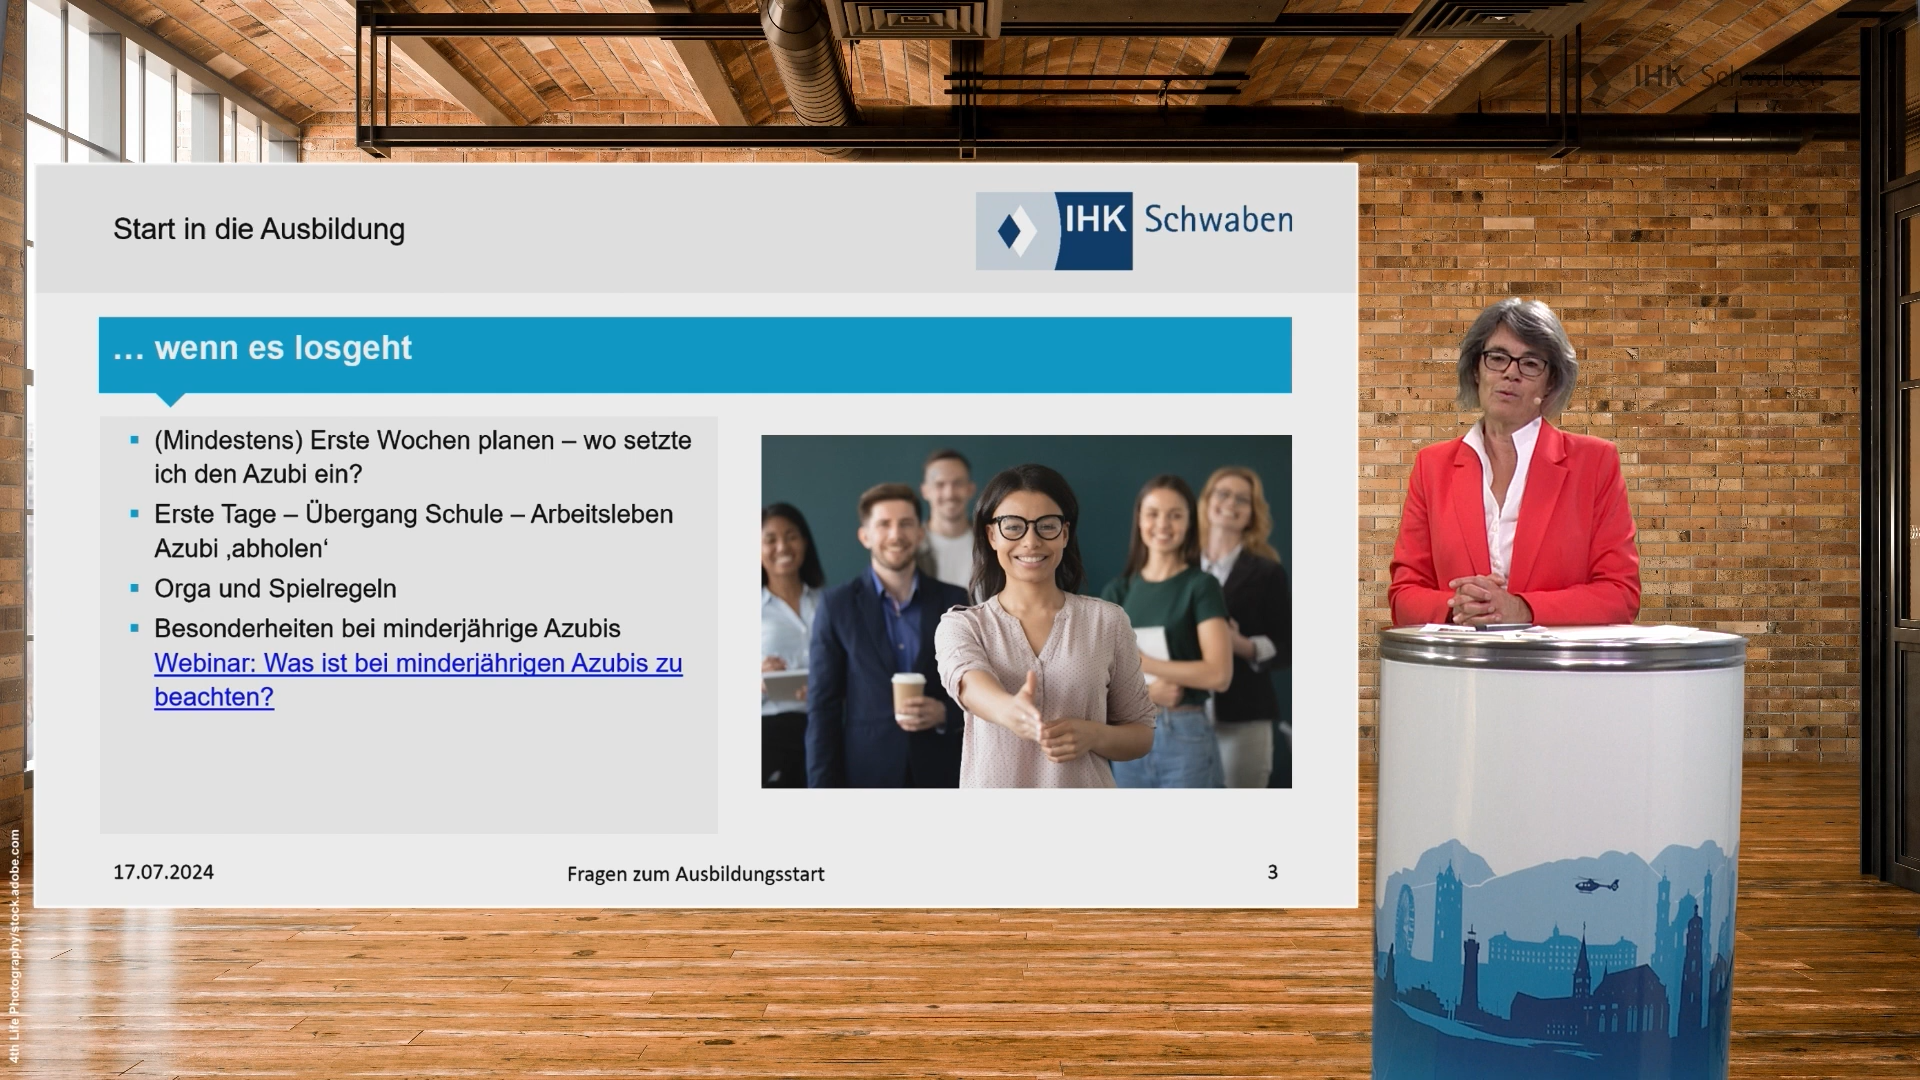 IHK Schwaben
Start in die Ausbildung
IHK Schwaben
... wenn es losgeht
(Mindestens) Erste Wochen planen – wo setzte
ich den Azubi ein?
Erste Tage – Übergang Schule – Arbeitsleben
Azubi ‚abholen‘
Orga und Spielregeln
Besonderheiten bei minderjährige Azubis
Webinar: Was ist bei minderjährigen Azubis zu
beachten?
17.07.2024
Fragen zum Ausbildungsstart
3
4th Life Photography/stock.adobe.com